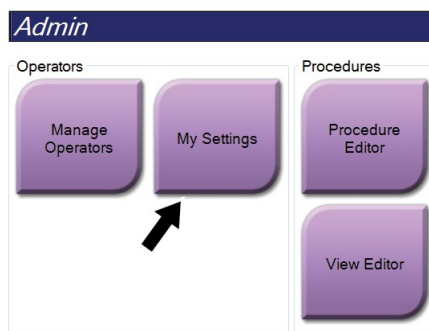 Admin
Operators
Procedures
Manage
Operators
My Settings
Procedure
Editor
View Editor